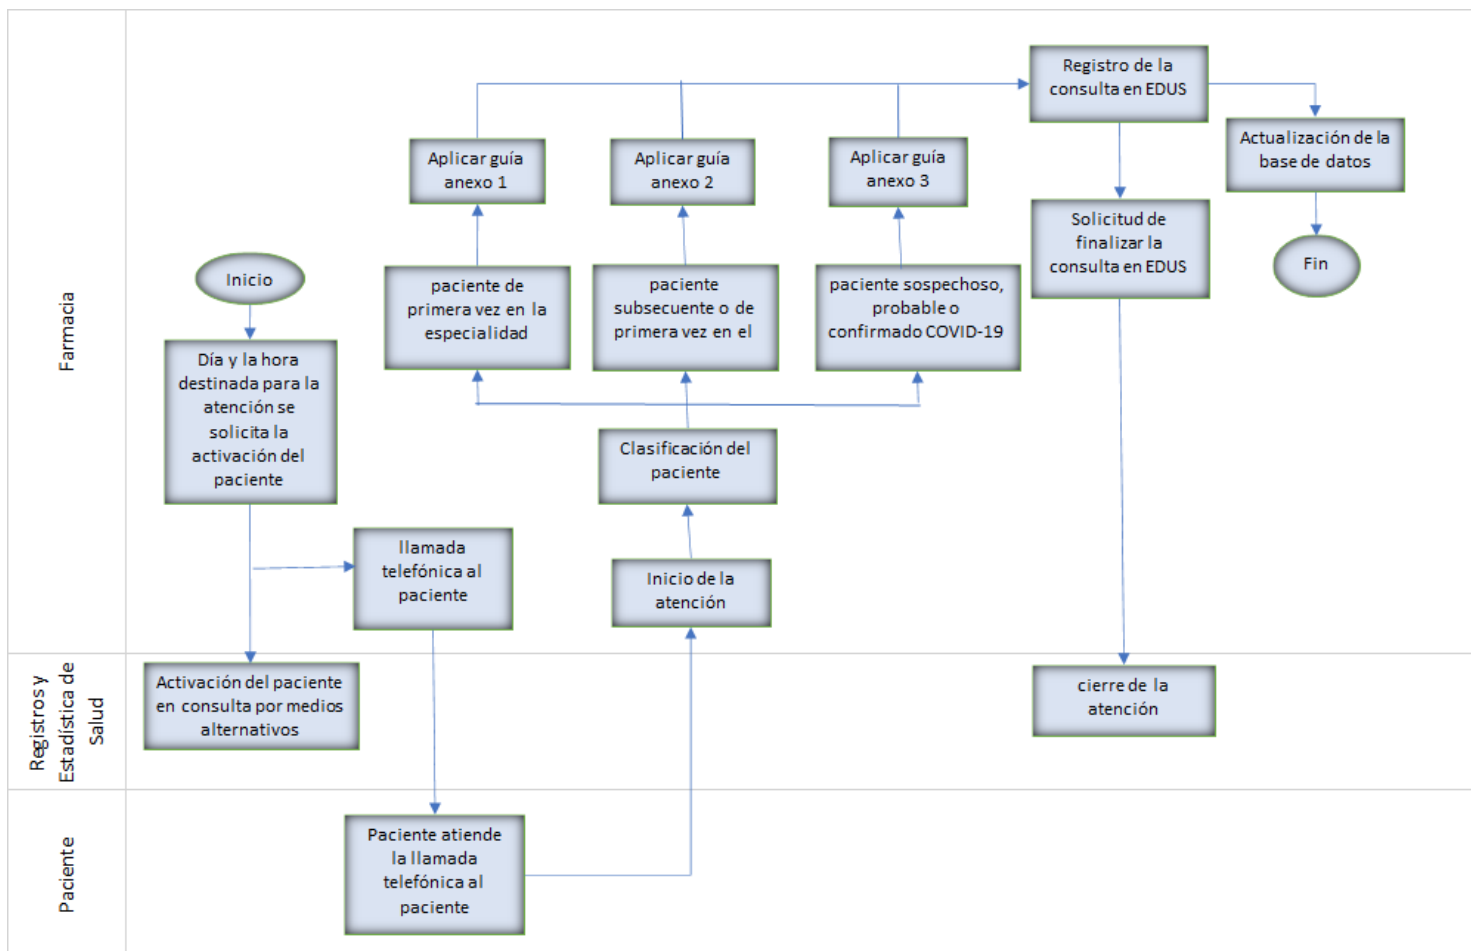 Farmacia
Inicio
Día y la hora
destinada para la
atención se
solicita la
activación del
paciente
llamada
telefónica al
paciente
Aplicar guía
anexo 1
paciente de
primera vez en la
especialidad
Aplicar guía
anexo 2
paciente
subsecuente o de
primera vez en el
Aplicar guía
anexo 3
paciente sospechoso,
probable o
confirmado COVID-19
Clasificación del
paciente
Inicio de la
atención
Registro de la
consulta en EDUS
Solicitud de
finalizar la
consulta en EDUS
Actualización de la
base de datos
Fin
Registros y
Estadística de
Salud
Activación del paciente
en consulta por medios
alternativos
cierre de la
atención
Paciente
Paciente atiende
la llamada
telefónica al
paciente